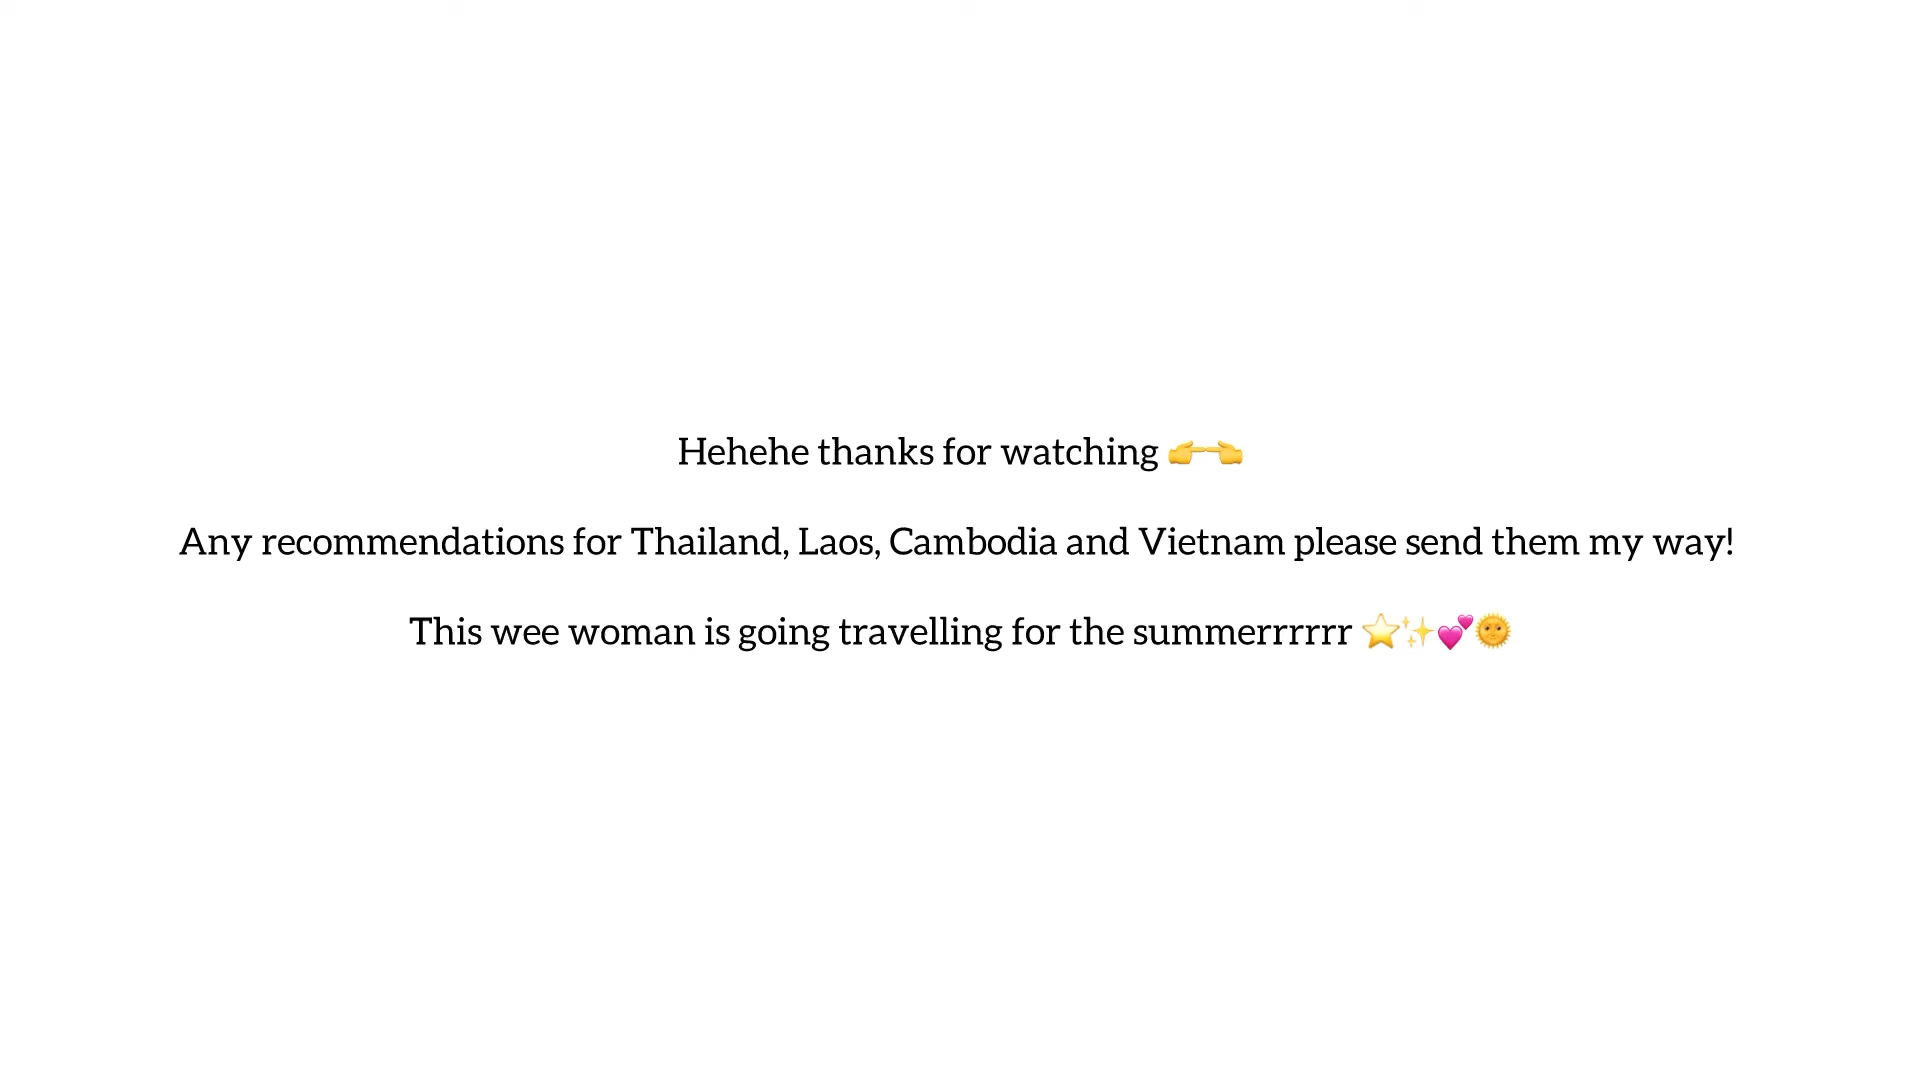 Hehehe thanks for watching 👉👈
Any recommendations for Thailand, Laos, Cambodia and Vietnam please send them my way!
This wee woman is going travelling for the summerrrrrr ⭐✨💕🌞